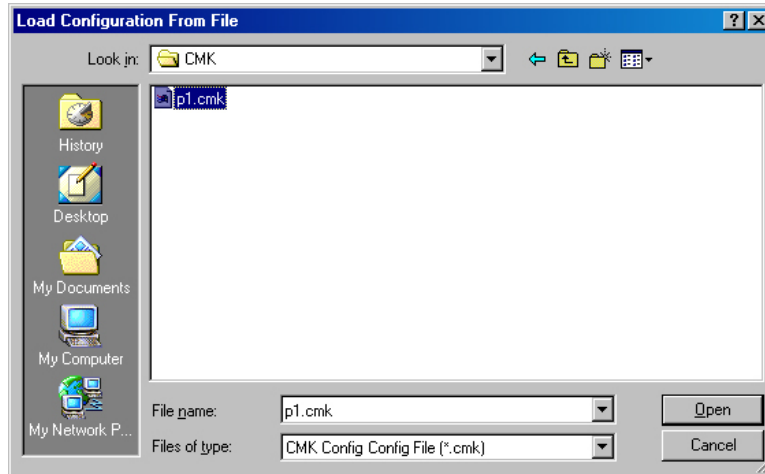 Load Configuration From File
Look in: CMK
p1.cmk
History
Desktop
My Documents
My Computer
My Network P...
File name: p1.cmk
Open
Files of type: CMK Config Config File (*.cmk)
Cancel